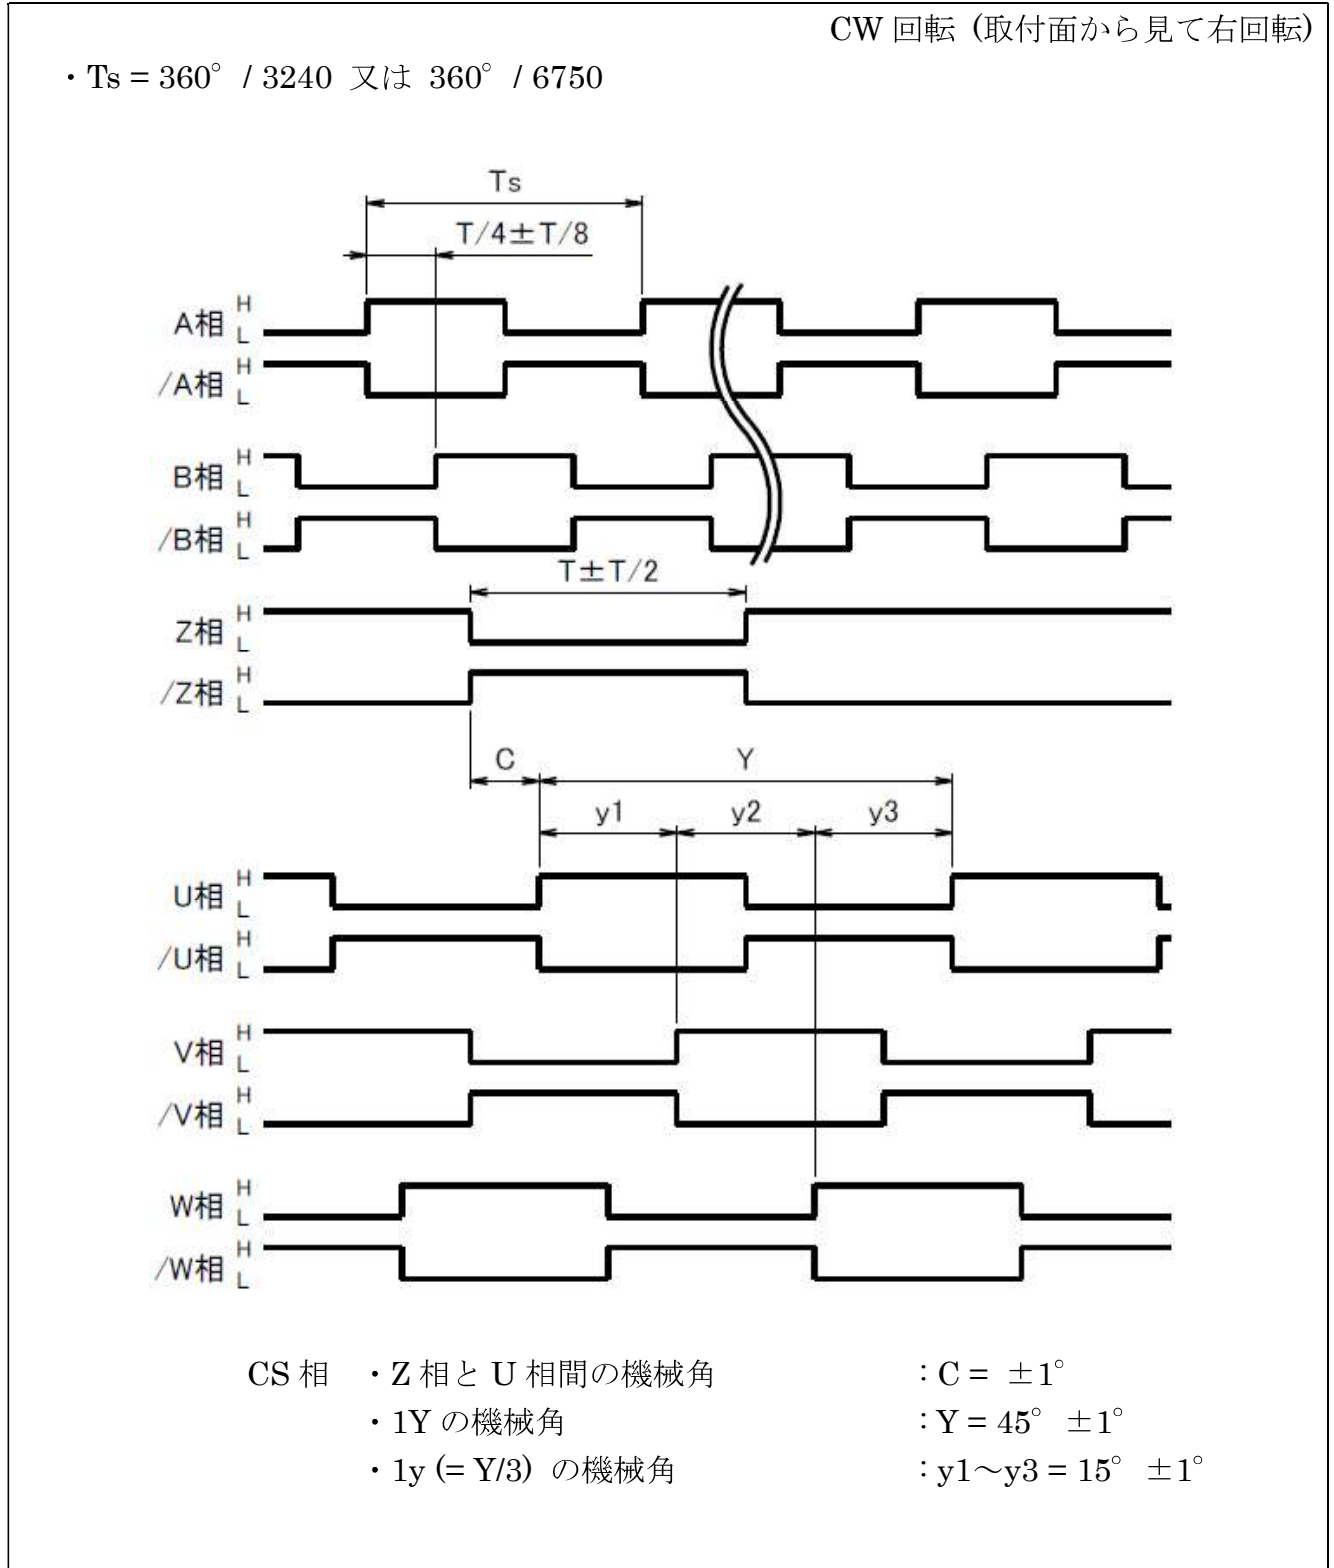 CW 回転 (取付面から見て右回転)
・Ts = 360° / 3240 又は 360° / 6750
Ts
T/4±T/8
A相 H L
/A相 H L
B相 H L
/B相 H L
T±T/2
Z相 H L
/Z相 H L
C Y
y1 y2 y3
U相 H L
/U相 H L
V相 H L
/V相 H L
W相 H L
/W相 H L
CS 相 ・Z 相と U 相間の機械角 : C = ±1°
・1Y の機械角 : Y = 45° ±1°
・1y (= Y/3) の機械角 : y1～y3 = 15° ±1°